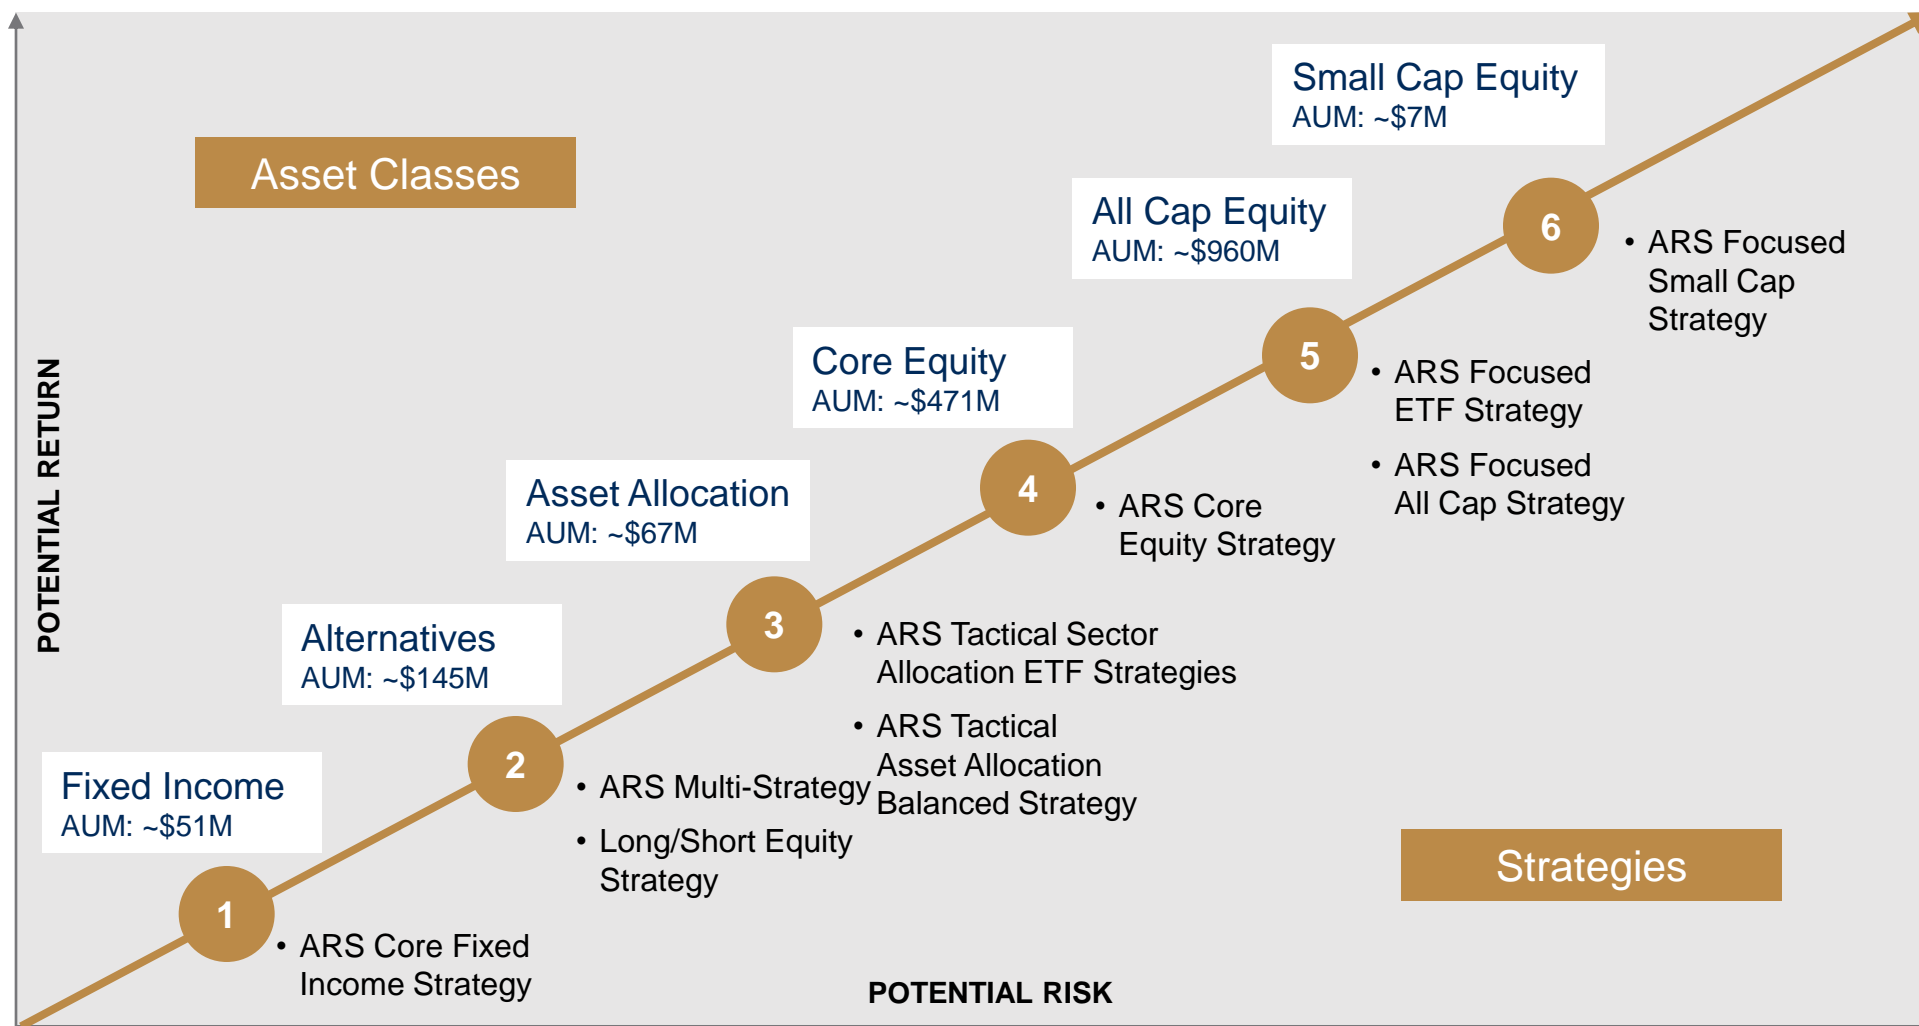 Small Cap Equity
AUM: ~$7M
Asset Classes
All Cap Equity
AUM: ~$960M
6
• ARS Focused
Small Cap
Strategy
Core Equity
AUM: ~$471M
5
• ARS Focused
ETF Strategy
• ARS Focused
All Cap Strategy
POTENTIAL RETURN
Asset Allocation
AUM: ~$67M
4
• ARS Core
Equity Strategy
Alternatives
AUM: ~$145M
3
• ARS Tactical Sector
Allocation ETF Strategies
• ARS Tactical
Asset Allocation
Balanced Strategy
Fixed Income
AUM: ~$51M
2
• ARS Multi-Strategy
• Long/Short Equity
Strategy
Strategies
1
• ARS Core Fixed
Income Strategy
POTENTIAL RISK